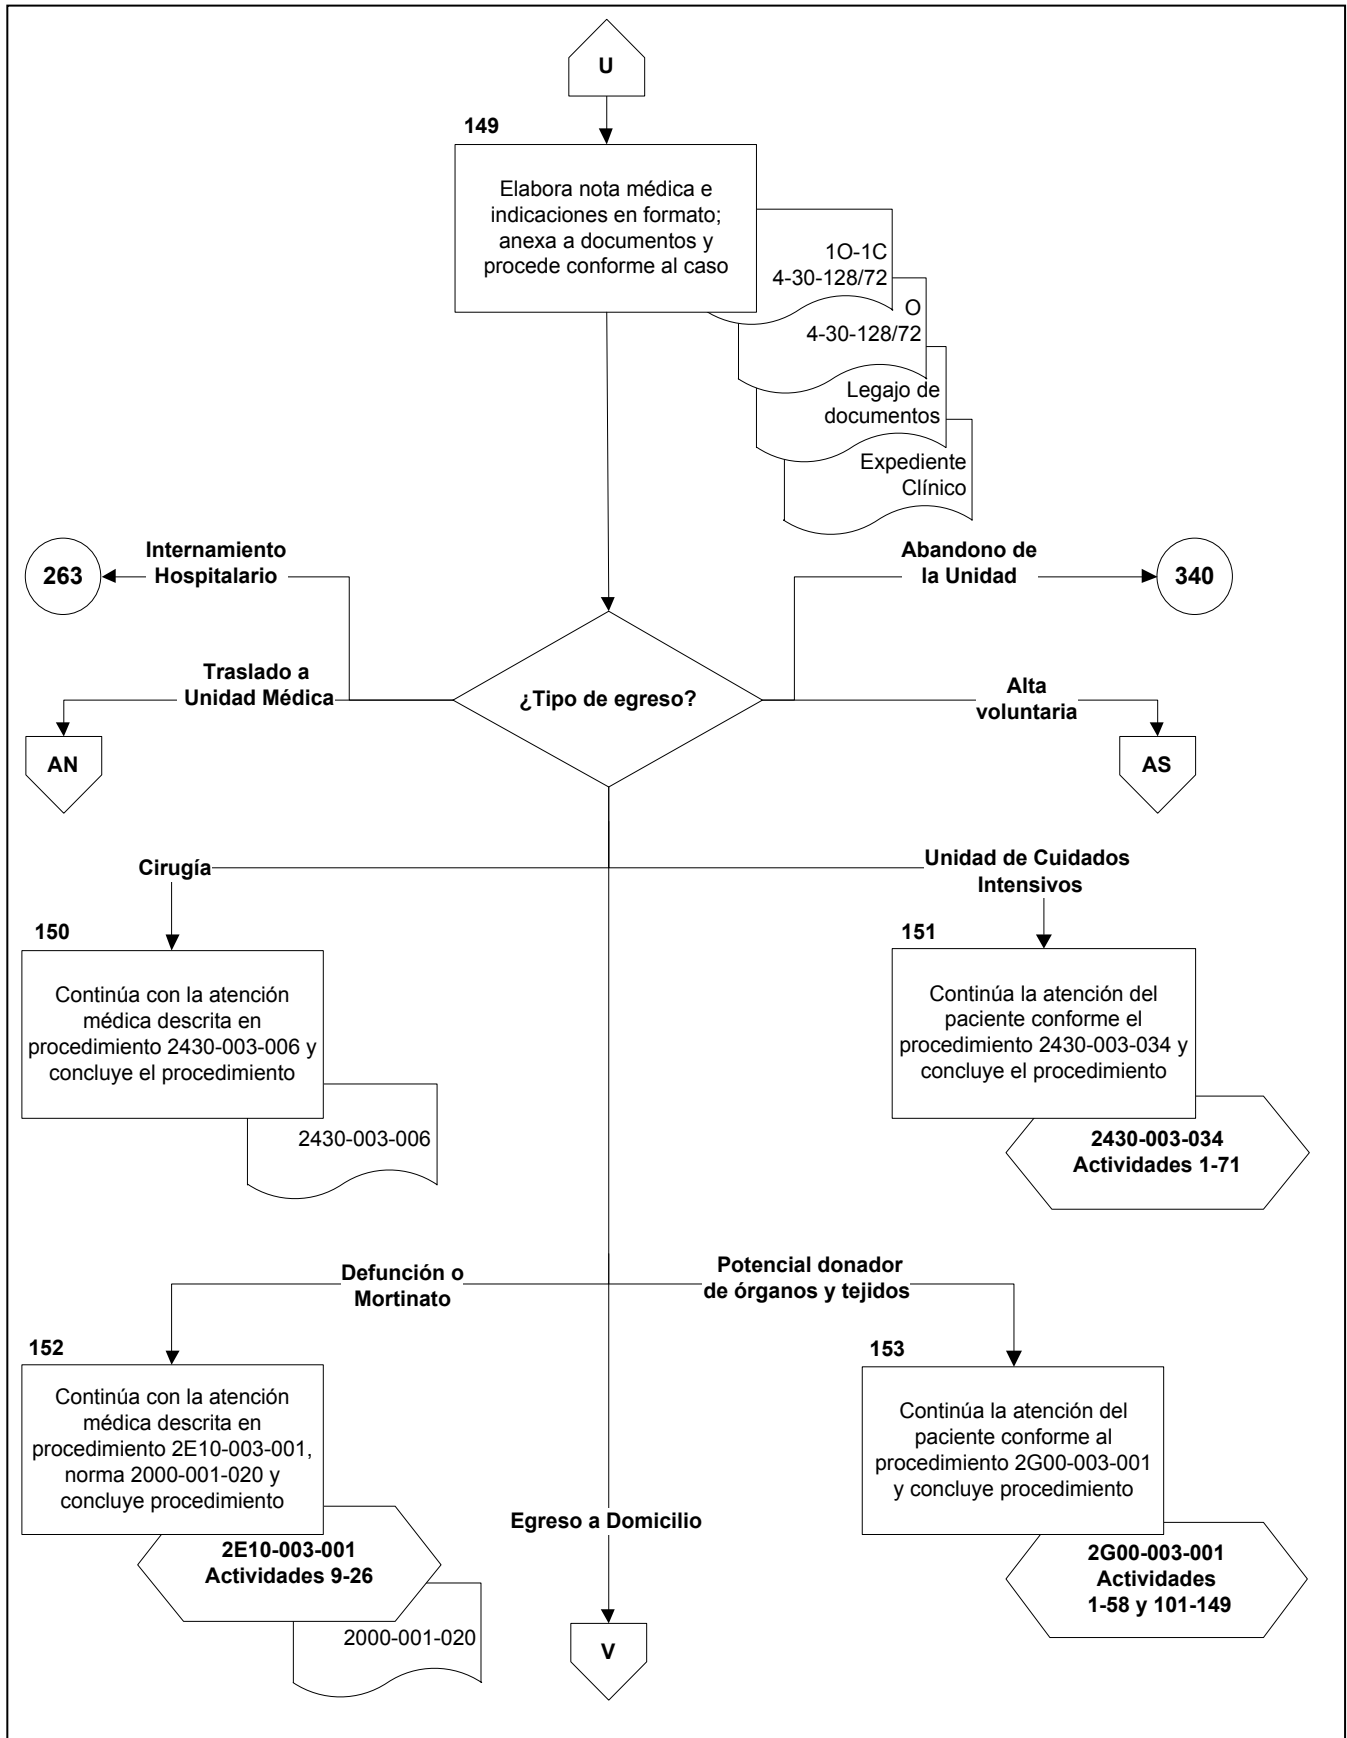 U
149
Elabora nota médica e
indicaciones en formato;
anexa a documentos y
procede conforme al caso
1O-1C
4-30-128/72
O
4-30-128/72
Legajo de
documentos
Expediente
Clínico
Internamiento
Hospitalario
263
Abandono de
la Unidad
340
Traslado a
Unidad Médica
¿Tipo de egreso?
Alta
voluntaria
AN
AS
Cirugía
Unidad de Cuidados
Intensivos
150
Continúa con la atención
médica descrita en
procedimiento 2430-003-006 y
concluye el procedimiento
2430-003-006
151
Continúa la atención del
paciente conforme el
procedimiento 2430-003-034 y
concluye el procedimiento
2430-003-034
Actividades 1-71
Defunción o
Mortinato
Potencial donador
de órganos y tejidos
152
Continúa con la atención
médica descrita en
procedimiento 2E10-003-001,
norma 2000-001-020 y
concluye procedimiento
2E10-003-001
Actividades 9-26
2000-001-020
153
Continúa la atención del
paciente conforme al
procedimiento 2G00-003-001
y concluye procedimiento
2G00-003-001
Actividades
1-58 y 101-149
Egreso a Domicilio
V